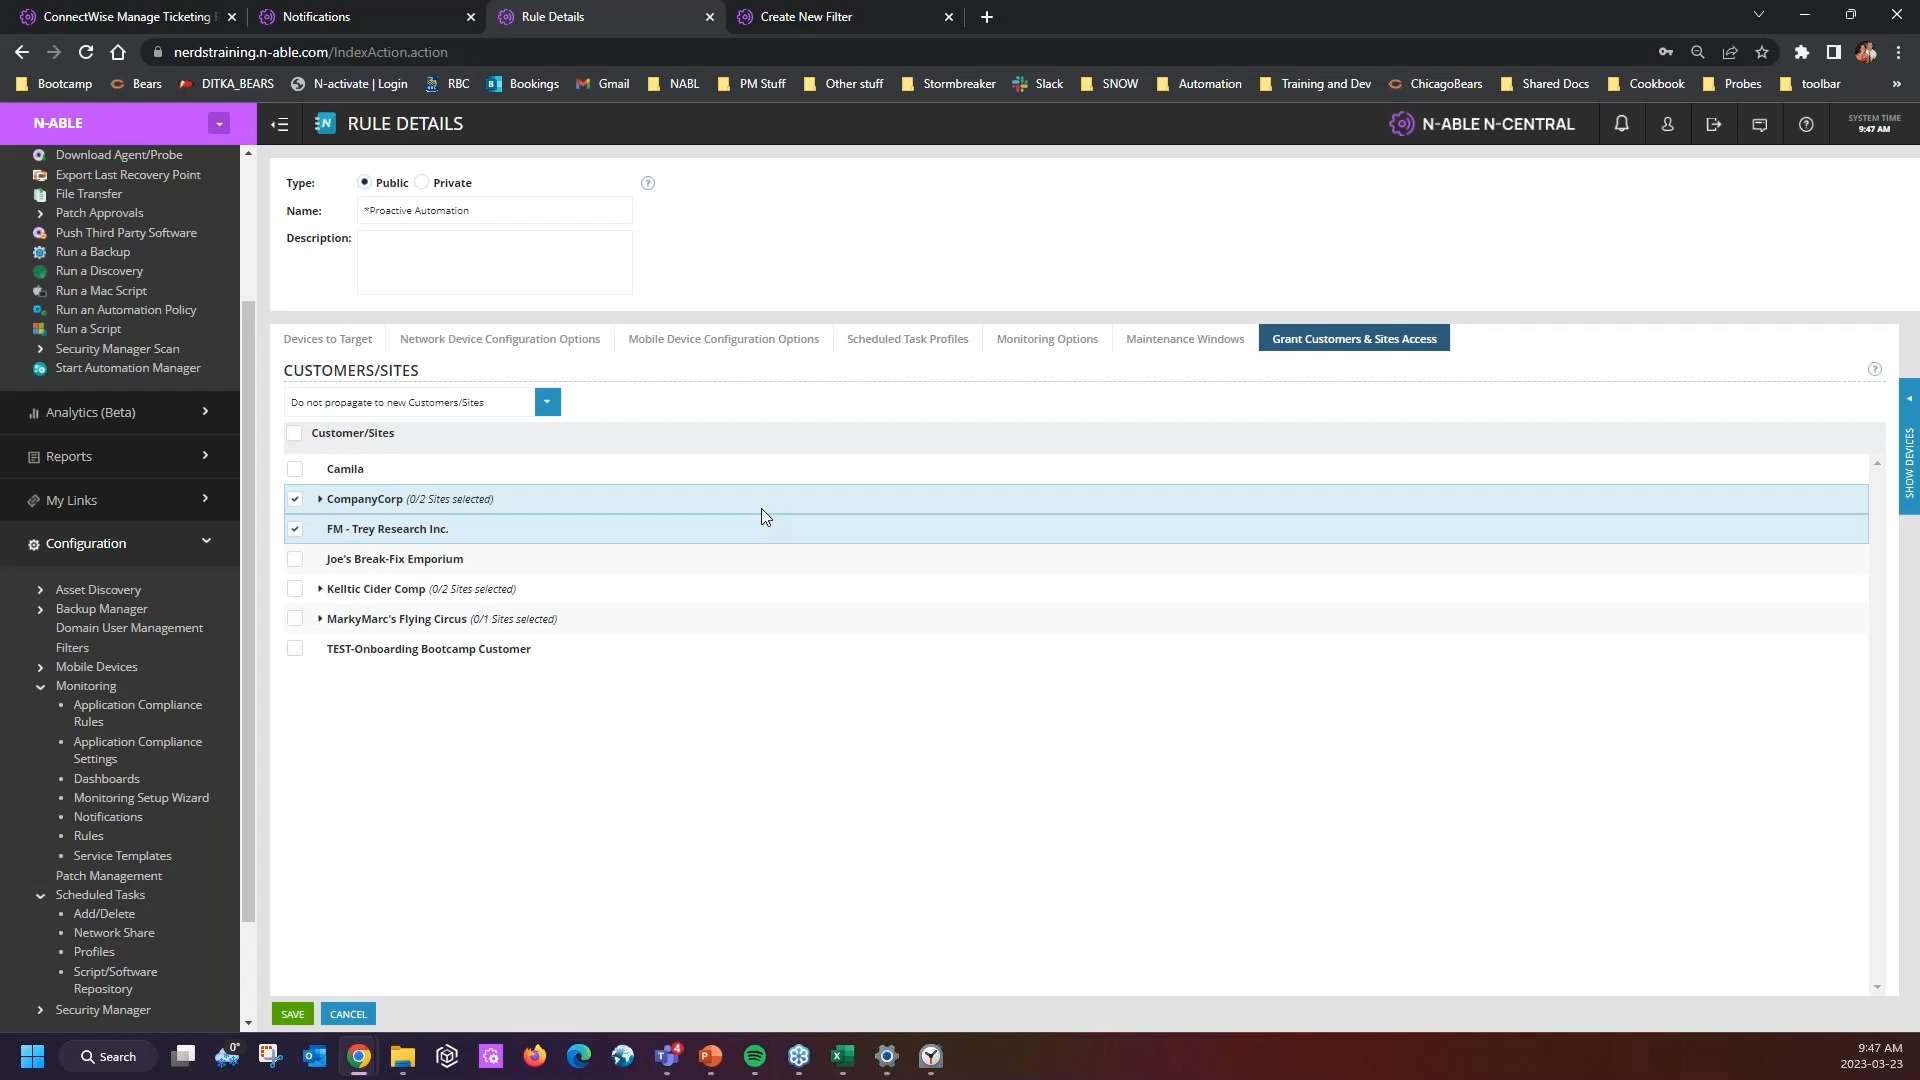 ConnectWise Manage Ticketing
Notifications
Rule Details
Create New Filter
nerdstraining.n-able.com/IndexAction.action
Bootcamp
Bears
DITKA_BEARS
N-activate | Login
RBC
Bookings
Gmail
NABL
PM Stuff
Other stuff
Stormbreaker
Slack
SNOW
Automation
Training and Dev
ChicagoBears
Shared Docs
Cookbook
Probes
toolbar
»
N-ABLE
RULE DETAILS
N-ABLE N-CENTRAL
SYSTEM TIME
9:47 AM
Download Agent/Probe
Export Last Recovery Point
File Transfer
Patch Approvals
Push Third Party Software
Run a Backup
Run a Discovery
Run a Mac Script
Run an Automation Policy
Run a Script
Security Manager Scan
Start Automation Manager
Analytics (Beta)
Reports
My Links
Configuration
Asset Discovery
Backup Manager
Domain User Management
Filters
Mobile Devices
Monitoring
• Application Compliance
Rules
• Application Compliance
Settings
• Dashboards
• Monitoring Setup Wizard
• Notifications
• Rules
• Service Templates
Patch Management
Scheduled Tasks
• Add/Delete
• Network Share
• Profiles
• Script/Software
Repository
Security Manager
Type: Public Private
Name: *Proactive Automation
Description:
Devices to Target
Network Device Configuration Options
Mobile Device Configuration Options
Scheduled Task Profiles
Monitoring Options
Maintenance Windows
Grant Customers & Sites Access
CUSTOMERS/SITES
Do not propagate to new Customers/Sites
Customer/Sites
Camila
CompanyCorp (0/2 Sites selected)
FM - Trey Research Inc.
Joe's Break-Fix Emporium
Kelltic Cider Comp (0/2 Sites selected)
MarkyMarc's Flying Circus (0/1 Sites selected)
TEST-Onboarding Bootcamp Customer
SHOW DEVICES
SAVE
CANCEL
Search
0°
4
9:47 AM
2023-03-23